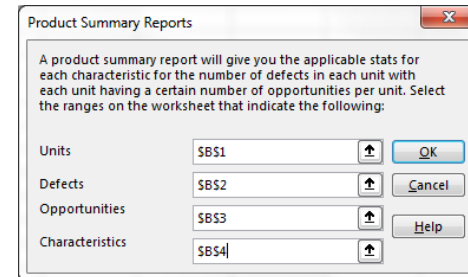 Product Summary Reports
A product summary report will give you the applicable stats for
each characteristic for the number of defects in each unit with
each unit having a certain number of opportunities per unit. Select
the ranges on the worksheet that indicate the following:
Units $B$1 OK
Defects $B$2 Cancel
Opportunities $B$3 Help
Characteristics $B$4